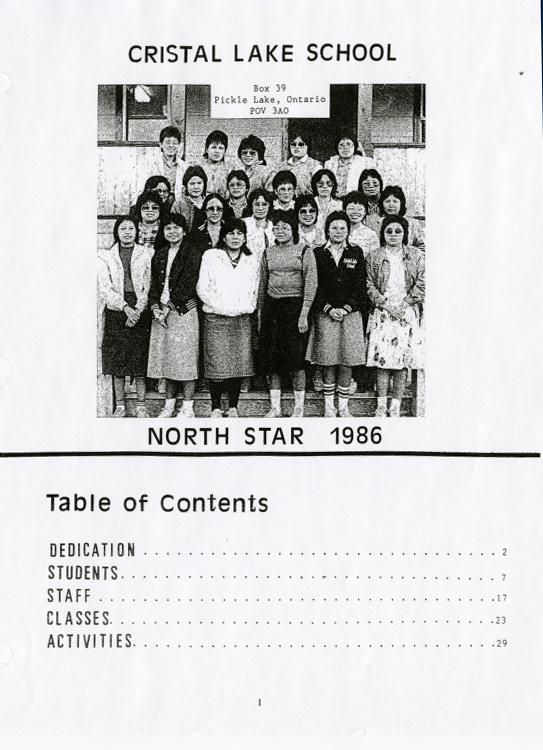 CRISTAL LAKE SCHOOL
Box 39
Pickle Lake, Ontario
POV 3AO
NORTH STAR 1986
Table of Contents
DEDICATION . . . . . . . . . . . . . . . . . . . . . . . . . . . . . . . . 2
STUDENTS. . . . . . . . . . . . . . . . . . . . . . . . . . . . . . . . . . 7
STAFF . . . . . . . . . . . . . . . . . . . . . . . . . . . . . . . . . . . .17
CLASSES. . . . . . . . . . . . . . . . . . . . . . . . . . . . . . . . . . .23
ACTIVITIES. . . . . . . . . . . . . . . . . . . . . . . . . . . . . . . . .29
1